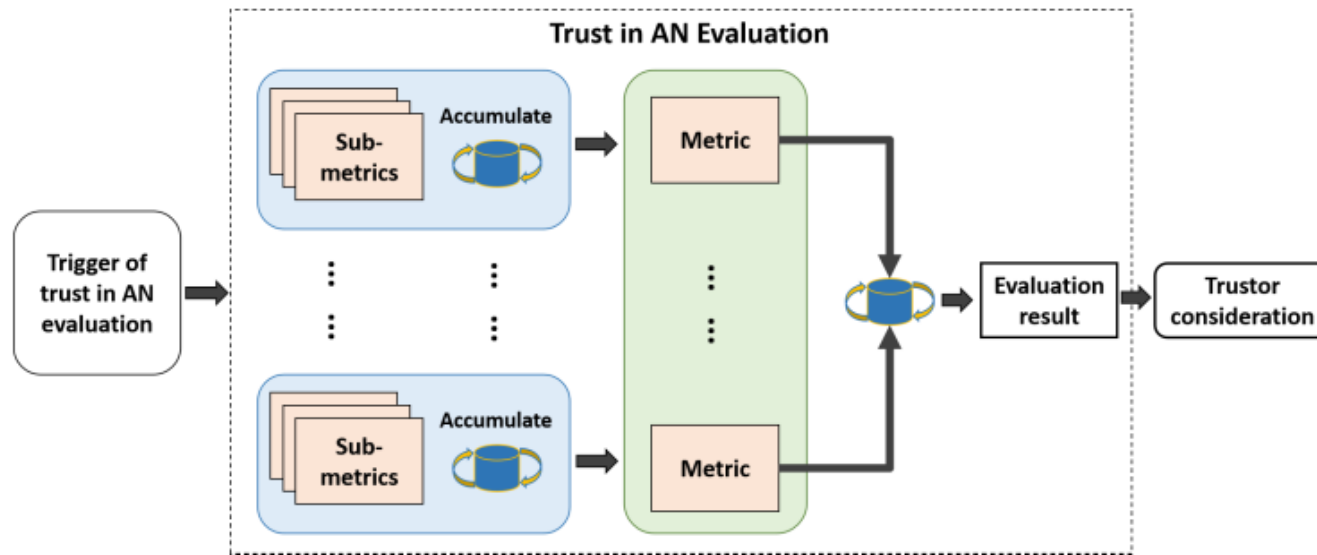 Trust in AN Evaluation
Sub-
metrics
Accumulate
Metric
Trigger of
trust in AN
evaluation
Evaluation
result
Trustor
consideration
Sub-
metrics
Accumulate
Metric